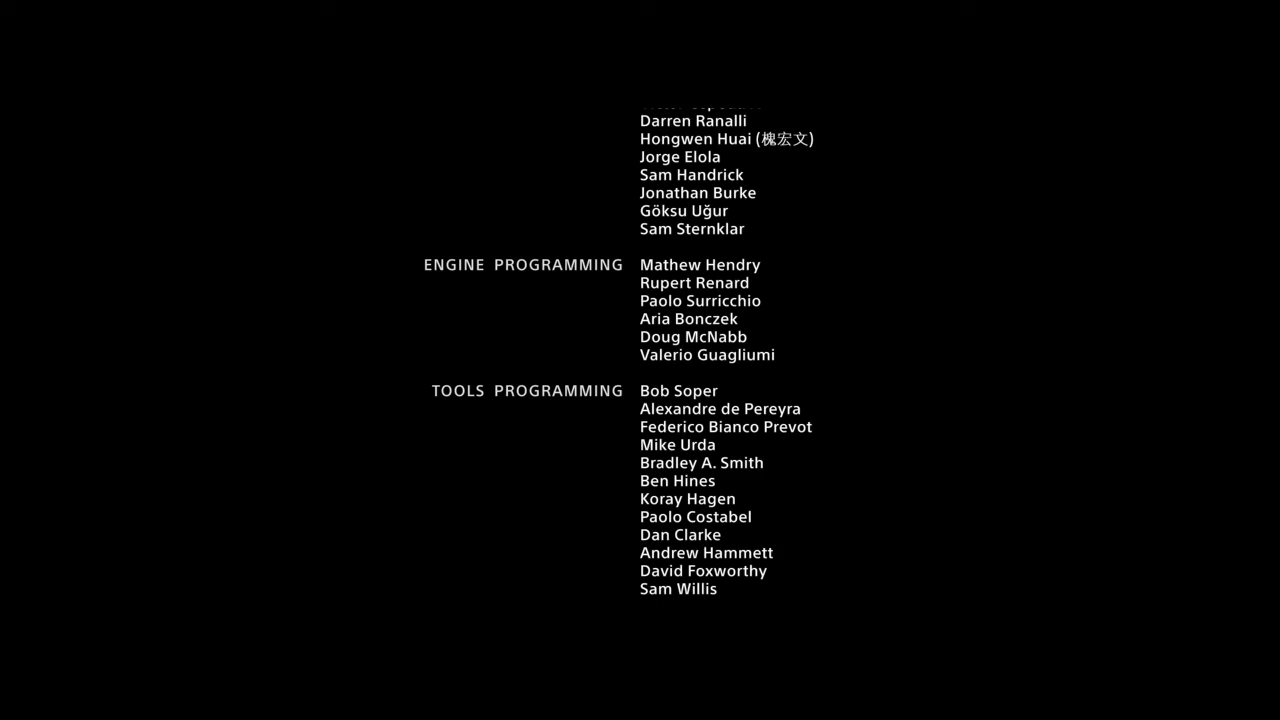 Darren Ranalli
Hongwen Huai (槐宏文)
Jorge Elola
Sam Handrick
Jonathan Burke
Göksu Uğur
Sam Sternklar
ENGINE PROGRAMMING Mathew Hendry
Rupert Renard
Paolo Surricchio
Aria Bonczek
Doug McNabb
Valerio Guagliumi
TOOLS PROGRAMMING Bob Soper
Alexandre de Pereyra
Federico Bianco Prevot
Mike Urda
Bradley A. Smith
Ben Hines
Koray Hagen
Paolo Costabel
Dan Clarke
Andrew Hammett
David Foxworthy
Sam Willis